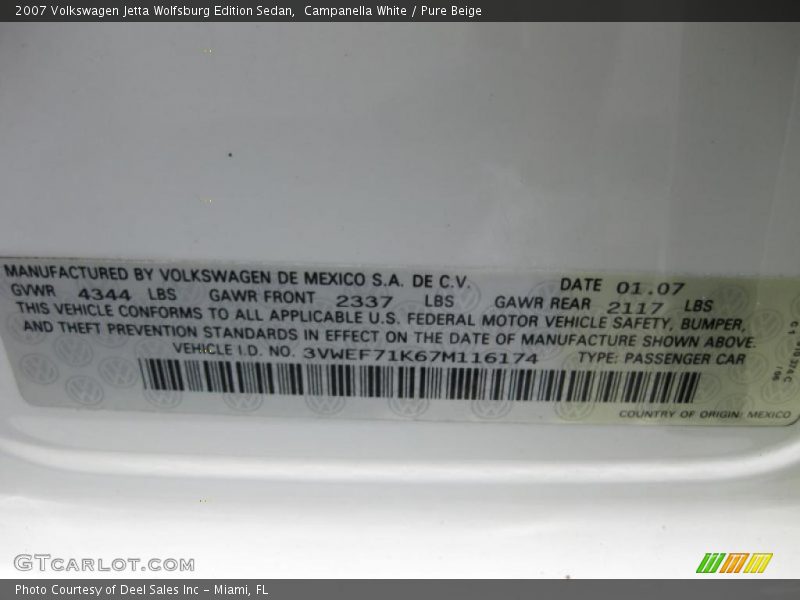 2007 Volkswagen Jetta Wolfsburg Edition Sedan,  Campanella White / Pure Beige
MANUFACTURED BY VOLKSWAGEN DE MEXICO S.A. DE C.V. DATE 01.07
GVWR 4344 LBS GAWR FRONT 2337 LBS GAWR REAR 2117 LBS
THIS VEHICLE CONFORMS TO ALL APPLICABLE U.S. FEDERAL MOTOR VEHICLE SAFETY, BUMPER,
AND THEFT PREVENTION STANDARDS IN EFFECT ON THE DATE OF MANUFACTURE SHOWN ABOVE.
VEHICLE I.D. NO. 3VWEF71K67M116174 TYPE: PASSENGER CAR
COUNTRY OF ORIGIN: MEXICO
GTCARLOT.COM
Photo Courtesy of Deel Sales Inc - Miami, FL